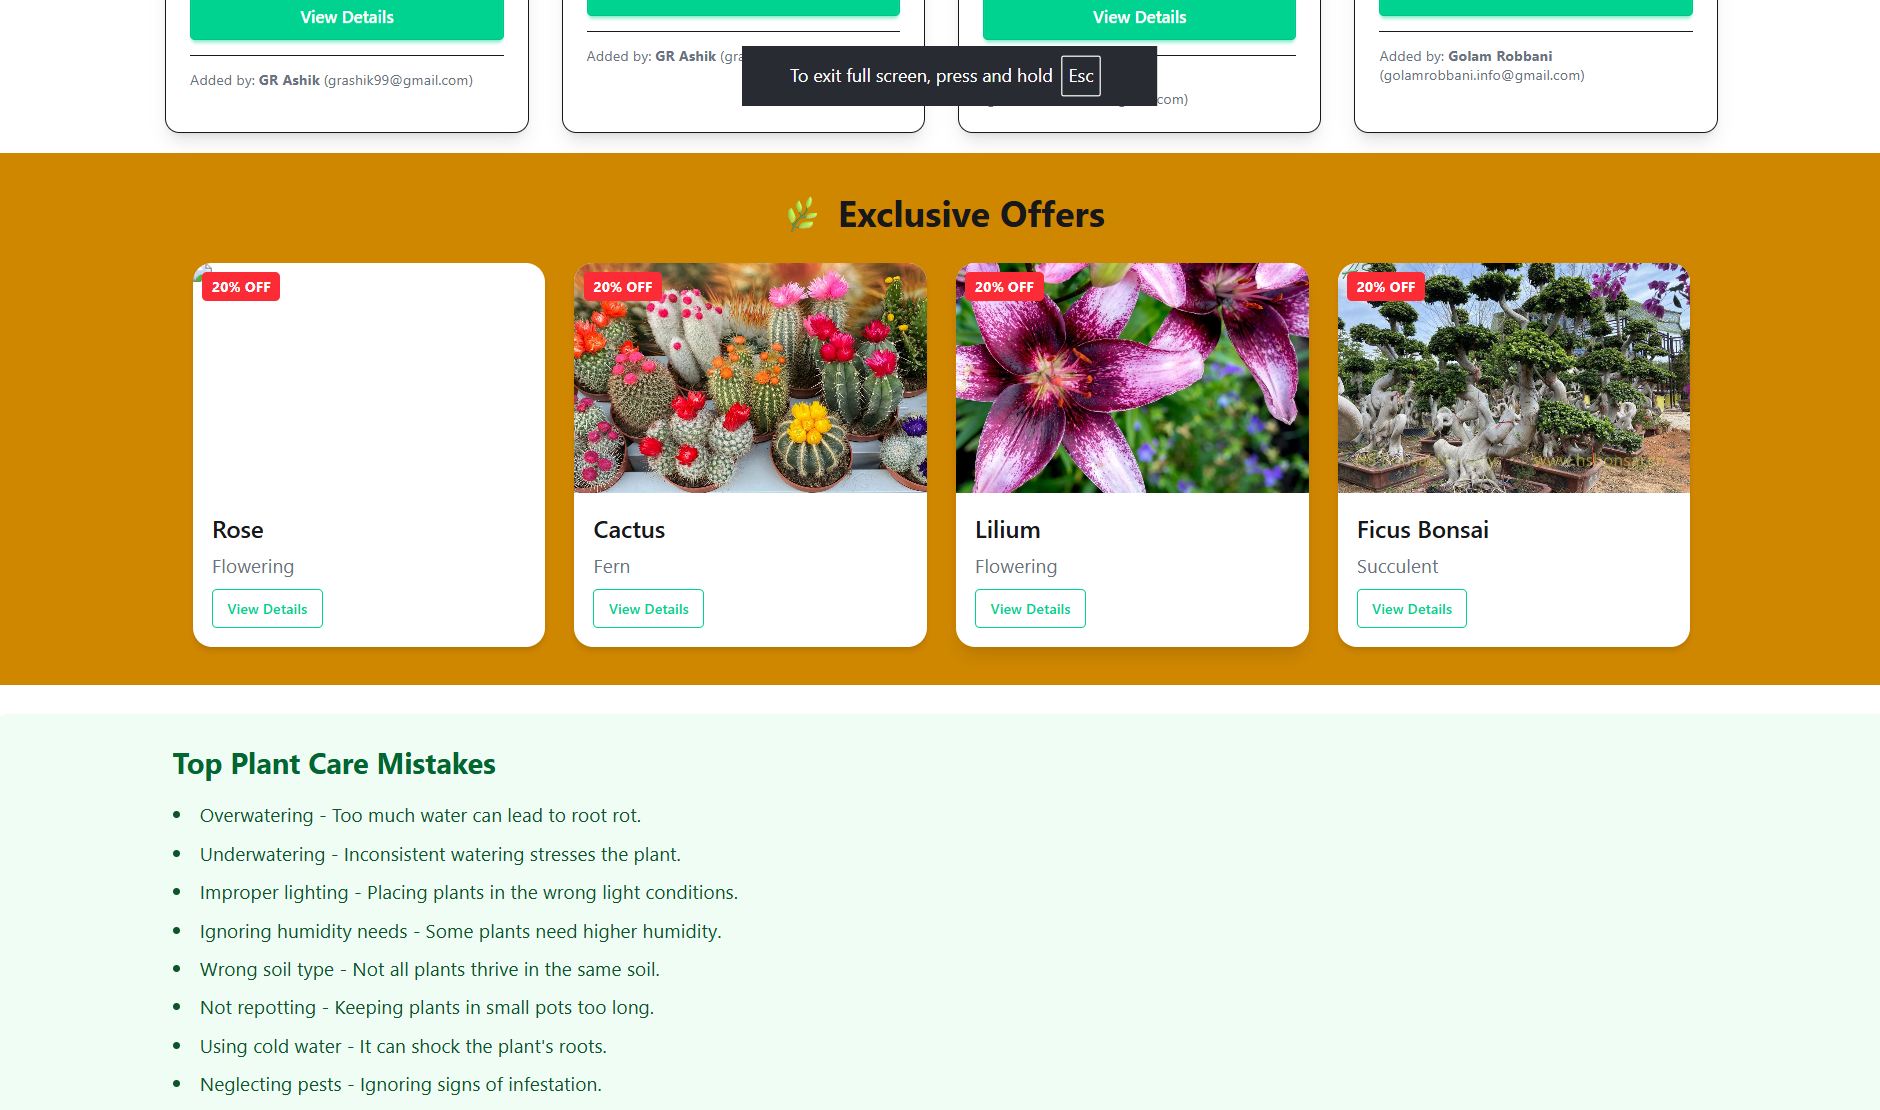 View Details
View Details
Added by: GR Ashik (grashik99@gmail.com)
Added by: GR Ashik
com)
Added by: Golam Robbani
(golamrobbani.info@gmail.com)
To exit full screen, press and hold Esc
Exclusive Offers
20% OFF
Rose
Flowering
View Details
20% OFF
Cactus
Fern
View Details
20% OFF
Lilium
Flowering
View Details
20% OFF
Ficus Bonsai
Succulent
View Details
Top Plant Care Mistakes
• Overwatering - Too much water can lead to root rot.
• Underwatering - Inconsistent watering stresses the plant.
• Improper lighting - Placing plants in the wrong light conditions.
• Ignoring humidity needs - Some plants need higher humidity.
• Wrong soil type - Not all plants thrive in the same soil.
• Not repotting - Keeping plants in small pots too long.
• Using cold water - It can shock the plant's roots.
• Neglecting pests - Ignoring signs of infestation.